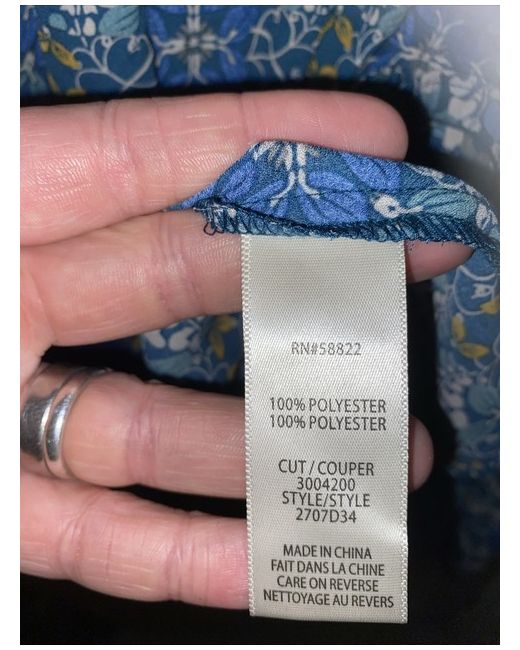 RN#58822
100% POLYESTER
100% POLYESTER
CUT / COUPER
3004200
STYLE/STYLE
2707D34
MADE IN CHINA
FAIT DANS LA CHINE
CARE ON REVERSE
NETTOYAGE AU REVERS